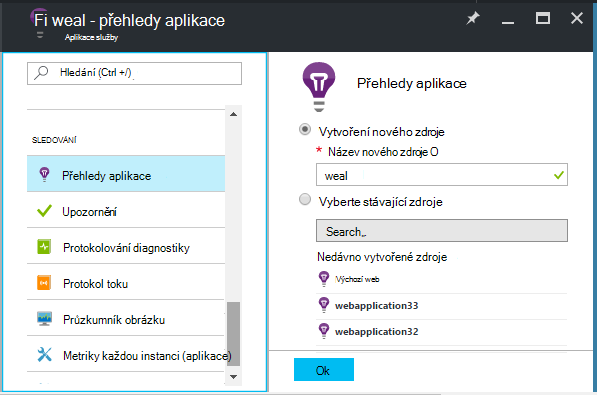 Fi weal - přehledy aplikace
Aplikace služby
Hledání (Ctrl +/)
SLEDOVÁNÍ
Přehledy aplikace
Upozornění
Protokolování diagnostiky
Protokol toku
Průzkumník obrázku
Metriky každou instanci (aplikace)
Přehledy aplikace
Vytvoření nového zdroje
* Název nového zdroje O
weal
Vyberte stávající zdroje
Search,.
Nedávno vytvořené zdroje
Výchozí web
webapplication33
webapplication32
Ok